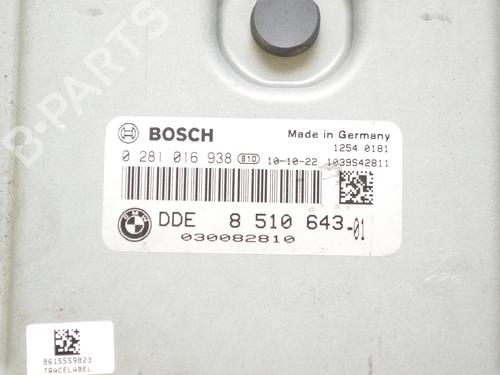 B-PARTS
BOSCH
Made in Germany
1254 0181
0 281 016 938 810 10-10-22 1039S42811
BMW
DDE 8 510 643-01
030082810
8615559823
TRACELABEL